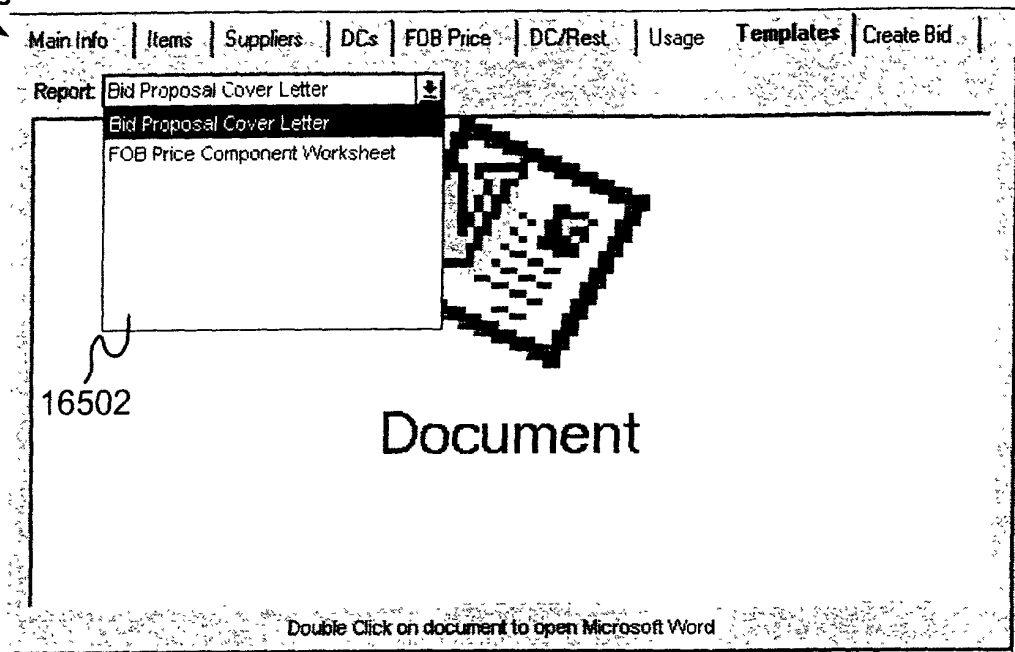 Main Info Items Suppliers DCs FOB Price DC/Rest Usage Templates Create Bid
Report: Bid Proposal Cover Letter
Bid Proposal Cover Letter
FOB Price Component Worksheet
16502
Document
Double Click on document to open Microsoft Word